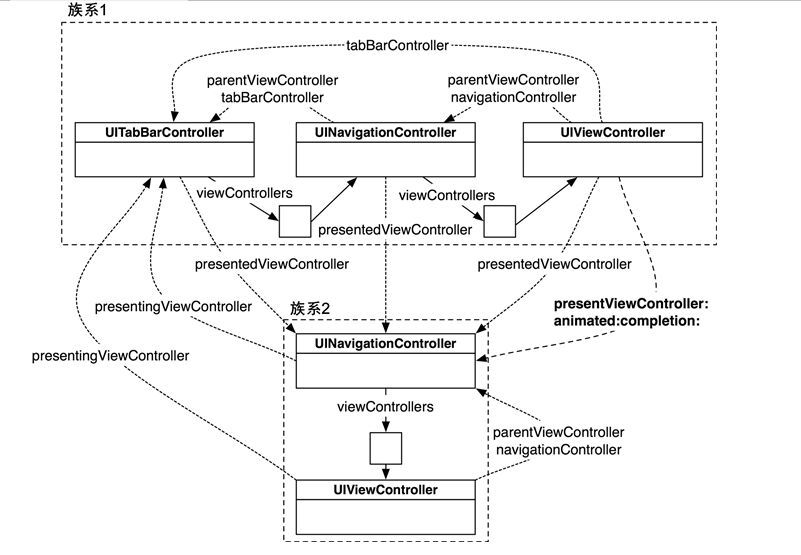 族系1
tabBarController
parentViewController
tabBarController
parentViewController
navigationController
UITabBarController
UINavigationController
UIViewController
viewControllers
viewControllers
presentedViewController
presentedViewController
presentedViewController
presentingViewController
presentViewController:
animated:completion:
族系2
UINavigationController
presentingViewController
viewControllers
parentViewController
navigationController
UIViewController